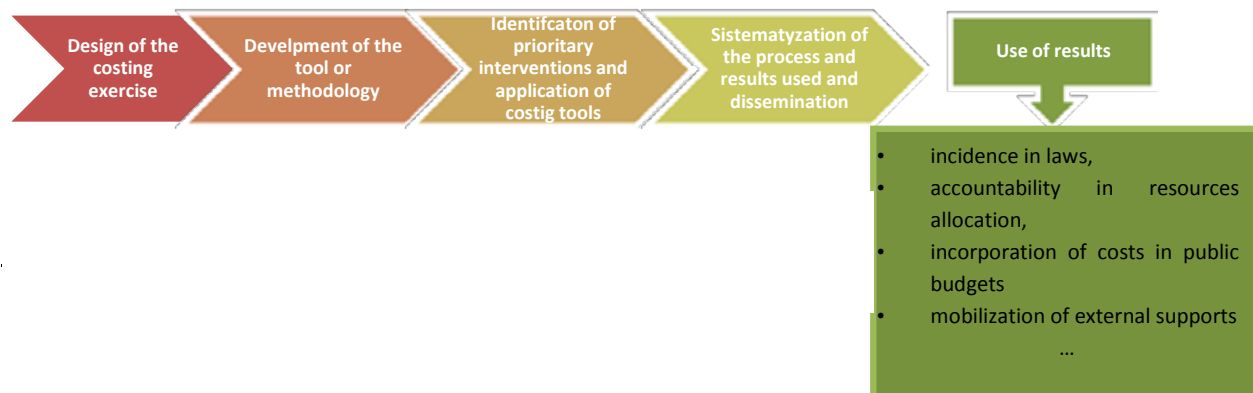 Design of the
costing
exercise
Develpment of the
tool or
methodology
Identifcaton of
prioritary
interventions and
application of
costig tools
Sistematyzation of
the process and
results used and
dissemination
Use of results
• incidence in laws,
• accountability in resources
allocation,
• incorporation of costs in public
budgets
• mobilization of external supports
...